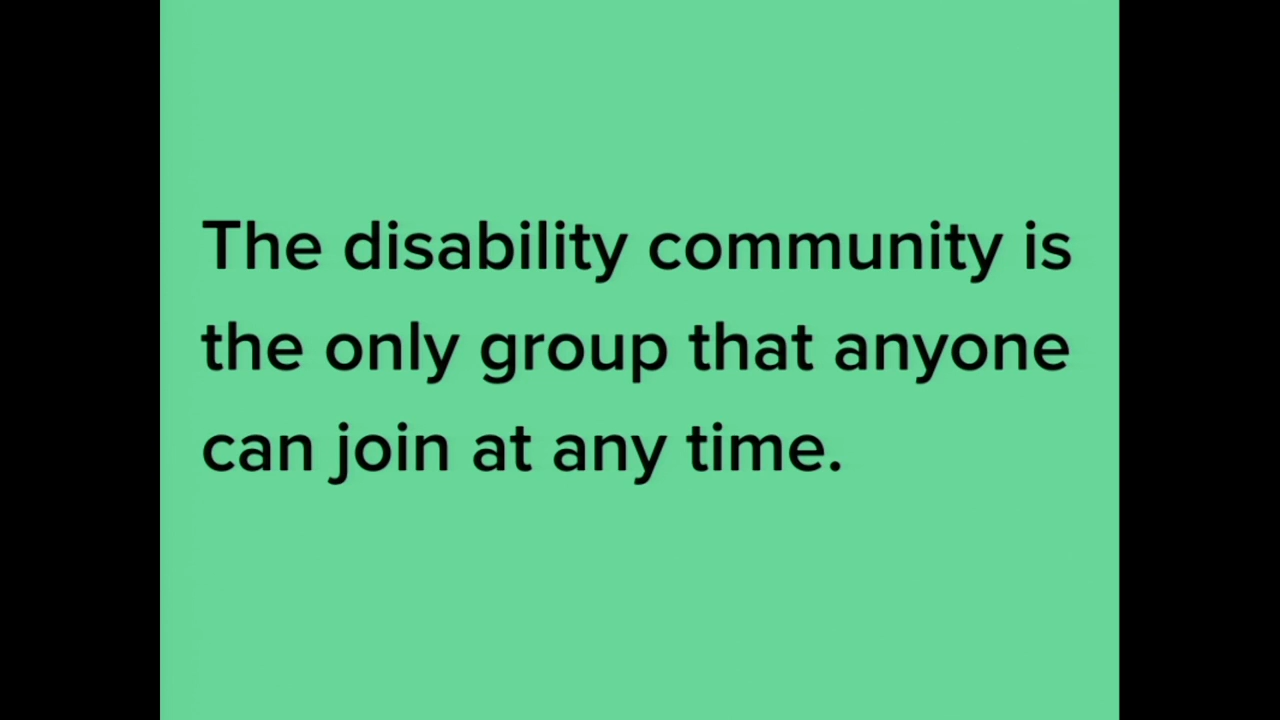 The disability community is
the only group that anyone
can join at any time.